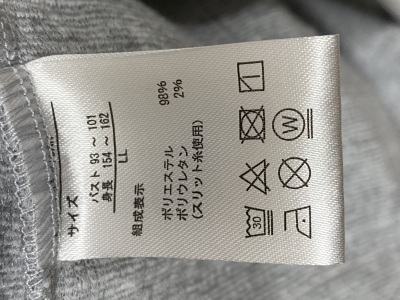 サイズ
バスト 93 〜 101
身長 154 〜 162
LL
組成表示
ポリエステル 98%
ポリウレタン 2%
(スリット糸使用)
30
W